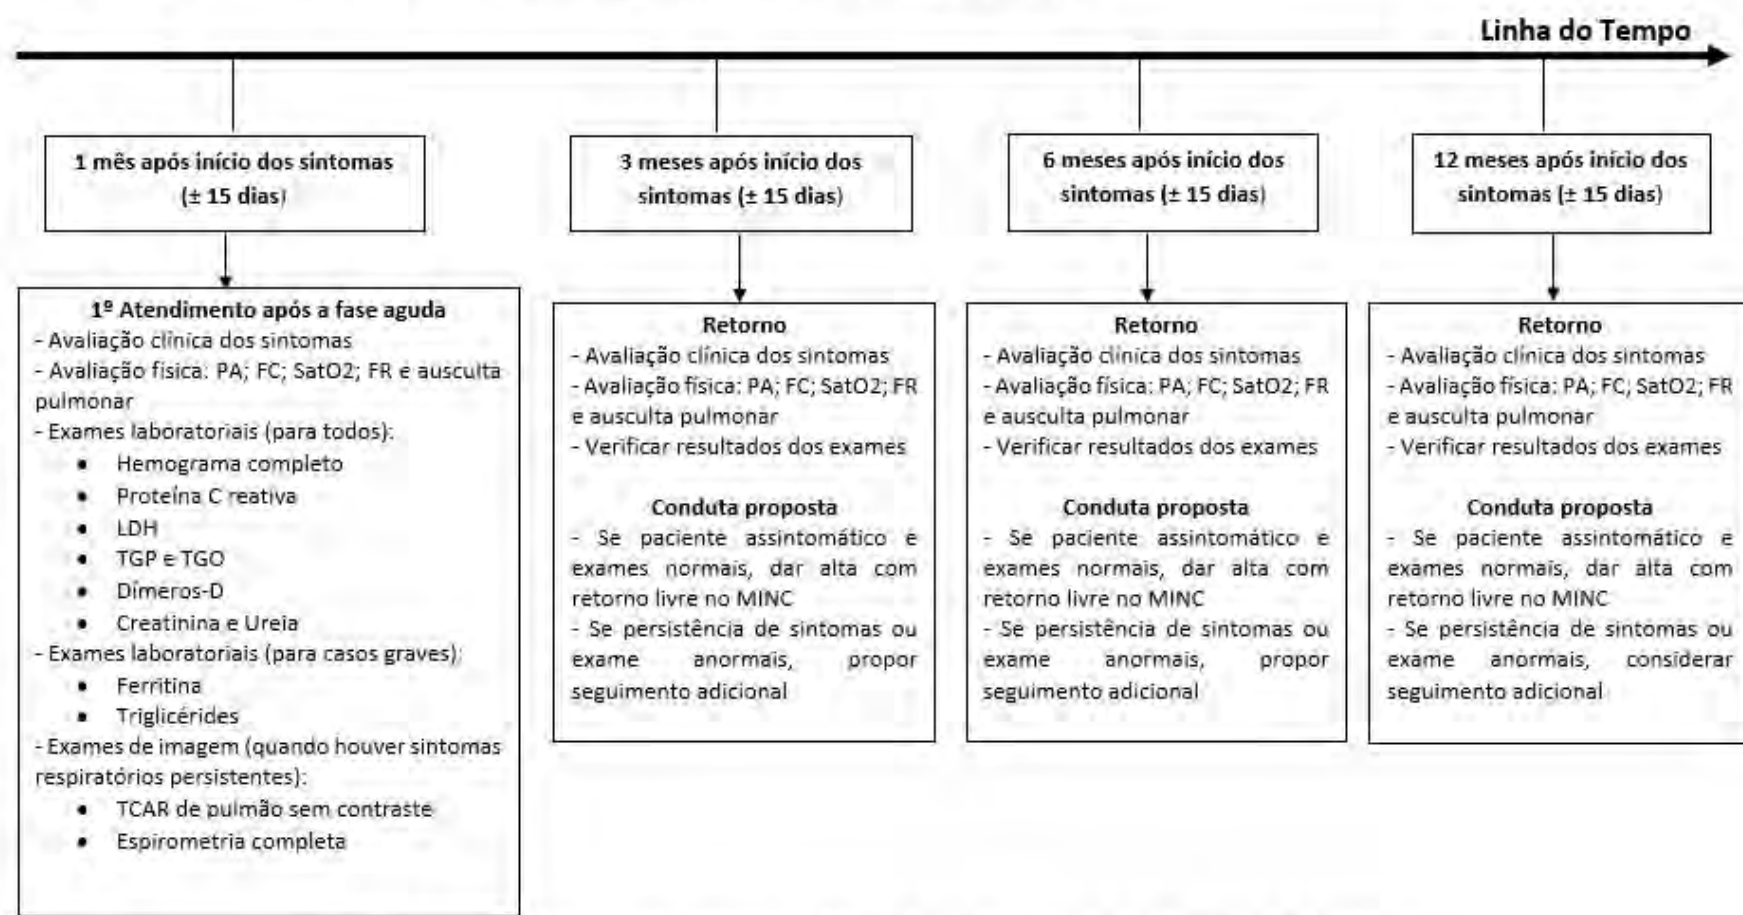 Linha do Tempo
1 mês após início dos sintomas
(± 15 dias)
1º Atendimento após a fase aguda
- Avaliação clínica dos sintomas
- Avaliação física: PA; FC; SatO2; FR e ausculta
pulmonar
- Exames laboratoriais (para todos):
• Hemograma completo
• Proteína C reativa
• LDH
• TGP e TGO
• Dímeros-D
• Creatinina e Ureia
- Exames laboratoriais (para casos graves):
• Ferritina
• Triglicérides
- Exames de imagem (quando houver sintomas
respiratórios persistentes):
• TCAR de pulmão sem contraste
• Espirometria completa
3 meses após início dos
sintomas (± 15 dias)
Retorno
- Avaliação clínica dos sintomas
- Avaliação física: PA; FC; SatO2; FR
e ausculta pulmonar
- Verificar resultados dos exames
Conduta proposta
- Se paciente assintomático e
exames normais, dar alta com
retorno livre no MINC
- Se persistência de sintomas ou
exame anormais, propor
seguimento adicional
6 meses após início dos
sintomas (± 15 dias)
Retorno
- Avaliação clínica dos sintomas
- Avaliação física: PA; FC; SatO2; FR
e ausculta pulmonar
- Verificar resultados dos exames
Conduta proposta
- Se paciente assintomático e
exames normais, dar alta com
retorno livre no MINC
- Se persistência de sintomas ou
exame anormais, propor
seguimento adicional
12 meses após início dos
sintomas (± 15 dias)
Retorno
- Avaliação clínica dos sintomas
- Avaliação física: PA; FC; SatO2; FR
e ausculta pulmonar
- Verificar resultados dos exames
Conduta proposta
- Se paciente assintomático e
exames normais, dar alta com
retorno livre no MINC
- Se persistência de sintomas ou
exame anormais, considerar
seguimento adicional